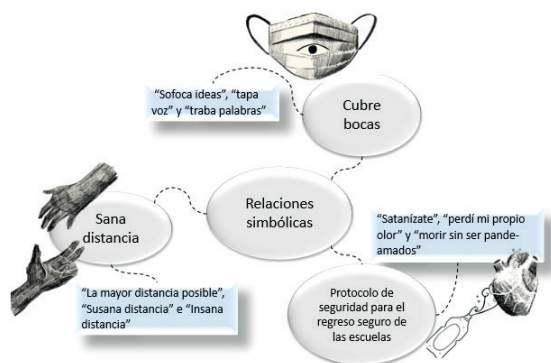 “Sofoca ideas”, “tapa
voz” y “traba palabras”
Cubre
bocas
Sana
distancia
Relaciones
simbólicas
“Satanízate”, “perdí mi propio
olor” y “morir sin ser pande-
amados”
“La mayor distancia posible”,
“Susana distancia” e “Insana
distancia”
Protocolo de
seguridad para el
regreso seguro de
las escuelas